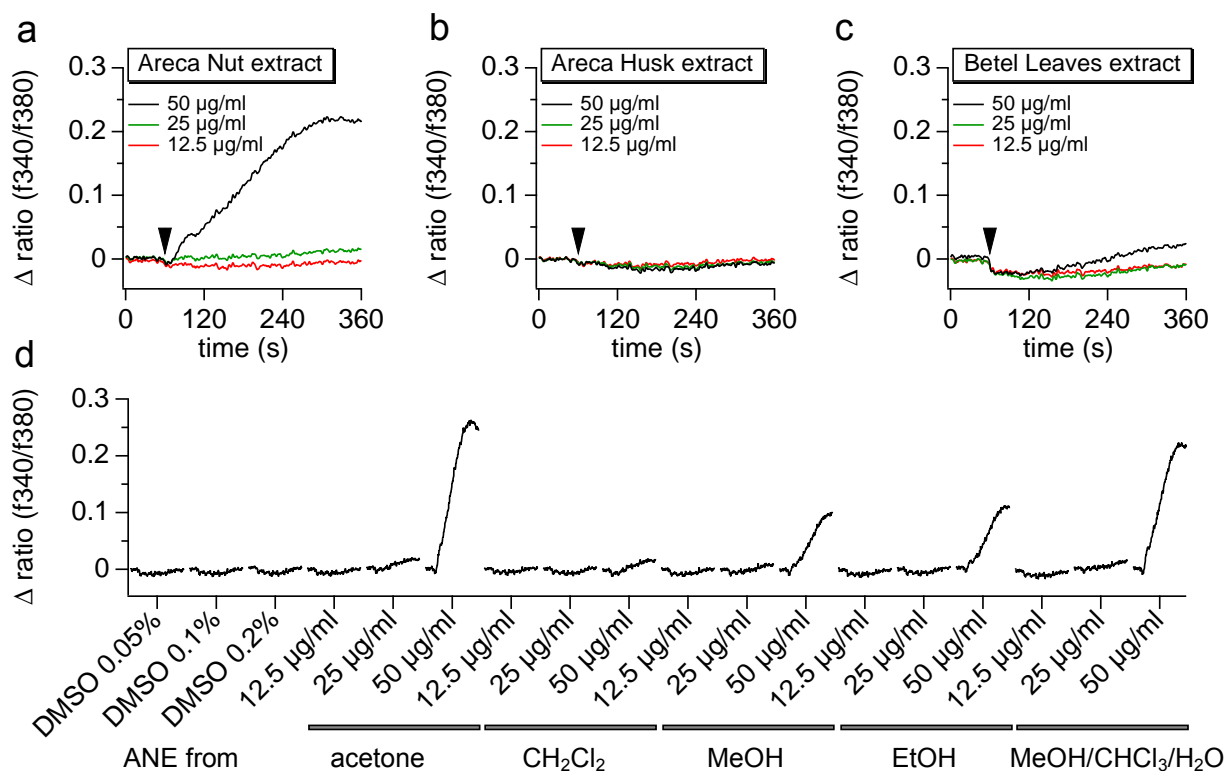 a
Areca Nut extract
Δ ratio (f340/f380)
0.3
0.2
0.1
0
50 µg/ml
25 µg/ml
12.5 µg/ml
0 120 240 360
time (s)
b
Areca Husk extract
Δ ratio (f340/f380)
0.3
0.2
0.1
0
50 µg/ml
25 µg/ml
12.5 µg/ml
0 120 240 360
time (s)
c
Betel Leaves extract
Δ ratio (f340/f380)
0.3
0.2
0.1
0
50 µg/ml
25 µg/ml
12.5 µg/ml
0 120 240 360
time (s)
d
Δ ratio (f340/f380)
0.3
0.2
0.1
0
DMSO 0.05%
DMSO 0.1%
DMSO 0.2%
12.5 µg/ml
25 µg/ml
50 µg/ml
12.5 µg/ml
25 µg/ml
50 µg/ml
12.5 µg/ml
25 µg/ml
50 µg/ml
12.5 µg/ml
25 µg/ml
50 µg/ml
12.5 µg/ml
25 µg/ml
50 µg/ml
ANE from acetone CH₂Cl₂ MeOH EtOH MeOH/CHCl₃/H₂O